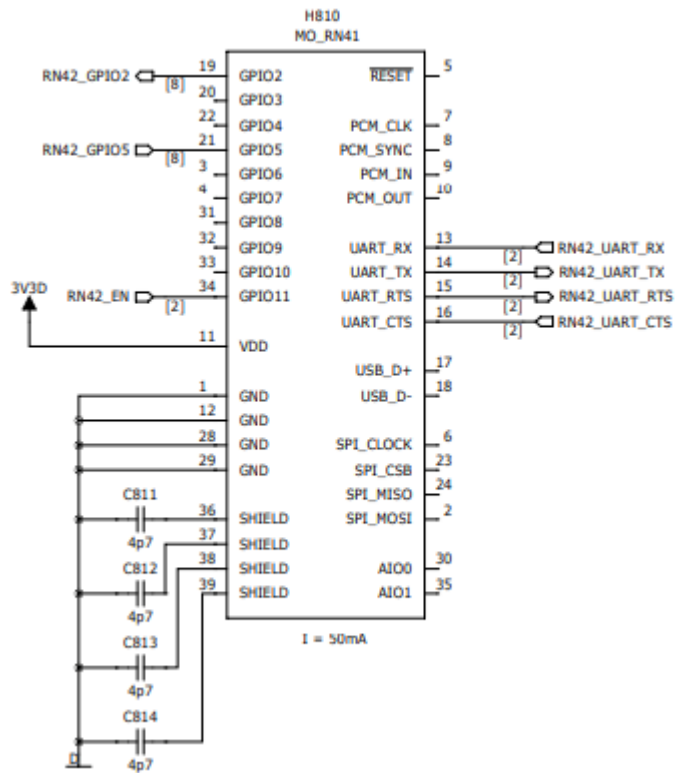 H810
MO_RN41
RN42_GPIO2 [8] 19 GPIO2 RESET 5
20 GPIO3
22 GPIO4 PCM_CLK 7
RN42_GPIO5 [8] 21 GPIO5 PCM_SYNC 8
3 GPIO6 PCM_IN 9
4 GPIO7 PCM_OUT 10
31 GPIO8
32 GPIO9 UART_RX 13 [2] RN42_UART_RX
33 GPIO10 UART_TX 14 [2] RN42_UART_TX
3V3D RN42_EN [2] 34 GPIO11 UART_RTS 15 [2] RN42_UART_RTS
UART_CTS 16 [2] RN42_UART_CTS
11 VDD
USB_D+ 17
1 GND USB_D- 18
12 GND
28 GND SPI_CLOCK 6
29 GND SPI_CSB 23
SPI_MISO 24
C811 4p7 36 SHIELD SPI_MOSI 2
37 SHIELD
C812 4p7 38 SHIELD AIO0 30
39 SHIELD AIO1 35
C813 4p7
I = 50mA
C814 4p7
D